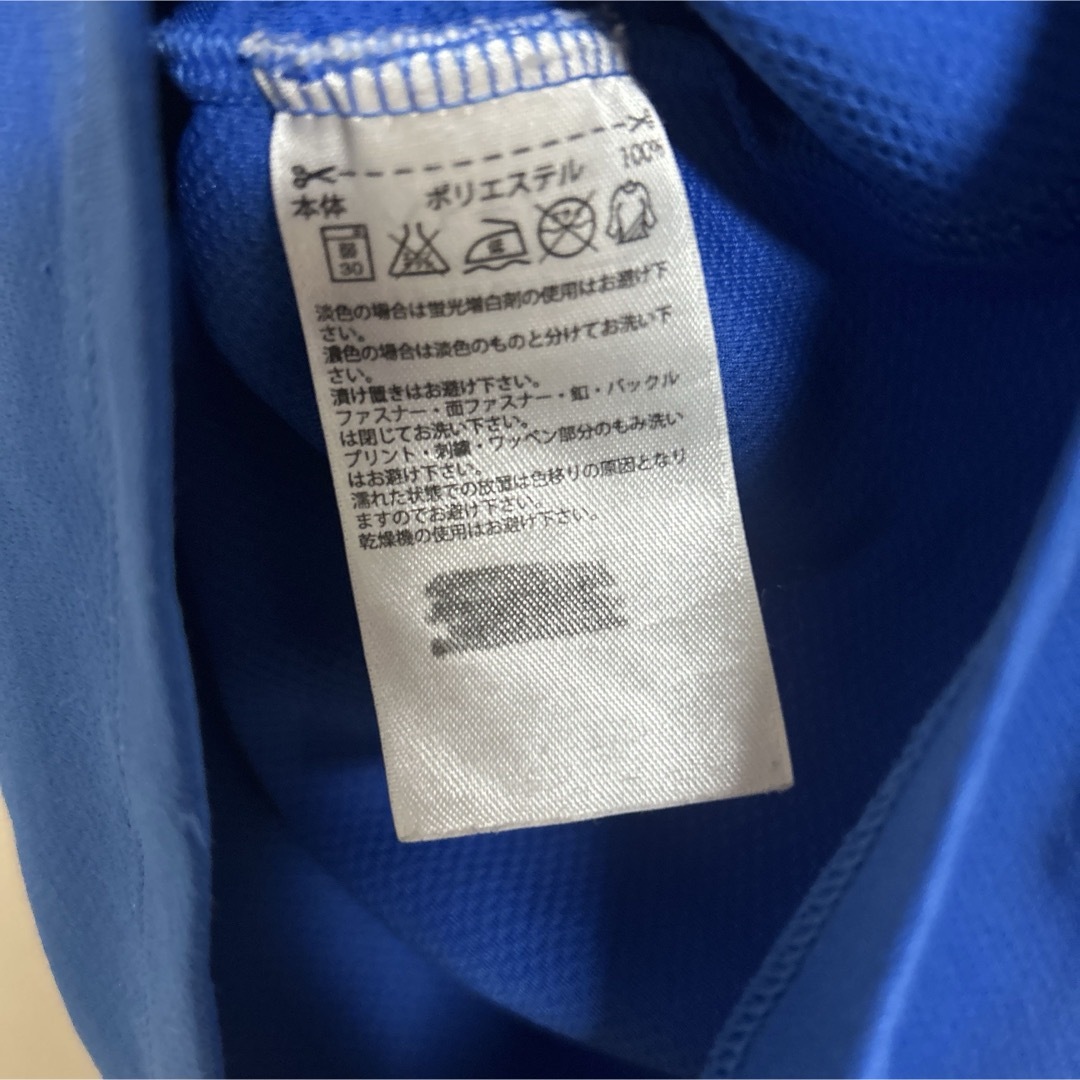 本体 ポリエステル 100%
弱 30 低
淡色の場合は蛍光増白剤の使用はお避け下
さい。
濃色の場合は淡色のものと分けてお洗い下
さい。
漬け置きはお避け下さい。
ファスナー・面ファスナー・釦・バックル
は閉じてお洗い下さい。
プリント・刺繍・ワッペン部分のもみ洗い
はお避け下さい。
濡れた状態での放置は色移りの原因となり
ますのでお避け下さい。
乾燥機の使用はお避け下さい。